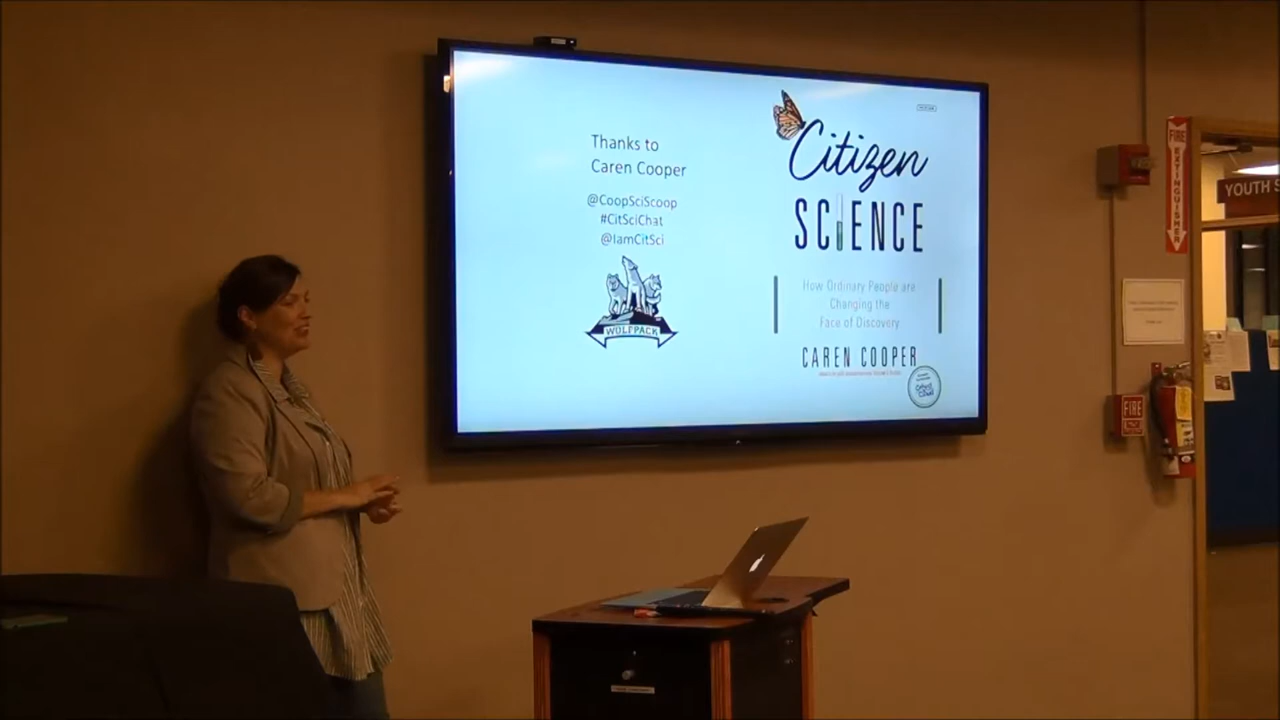 Thanks to
Caren Cooper
@CoopSciScoop
#CitSciChat
@IamCitSci
WOLFPACK
Citizen
SCIENCE
How Ordinary People are
Changing the
Face of Discovery
CAREN COOPER
FIRE
EXTINGUISHER
YOUTH S
FIRE